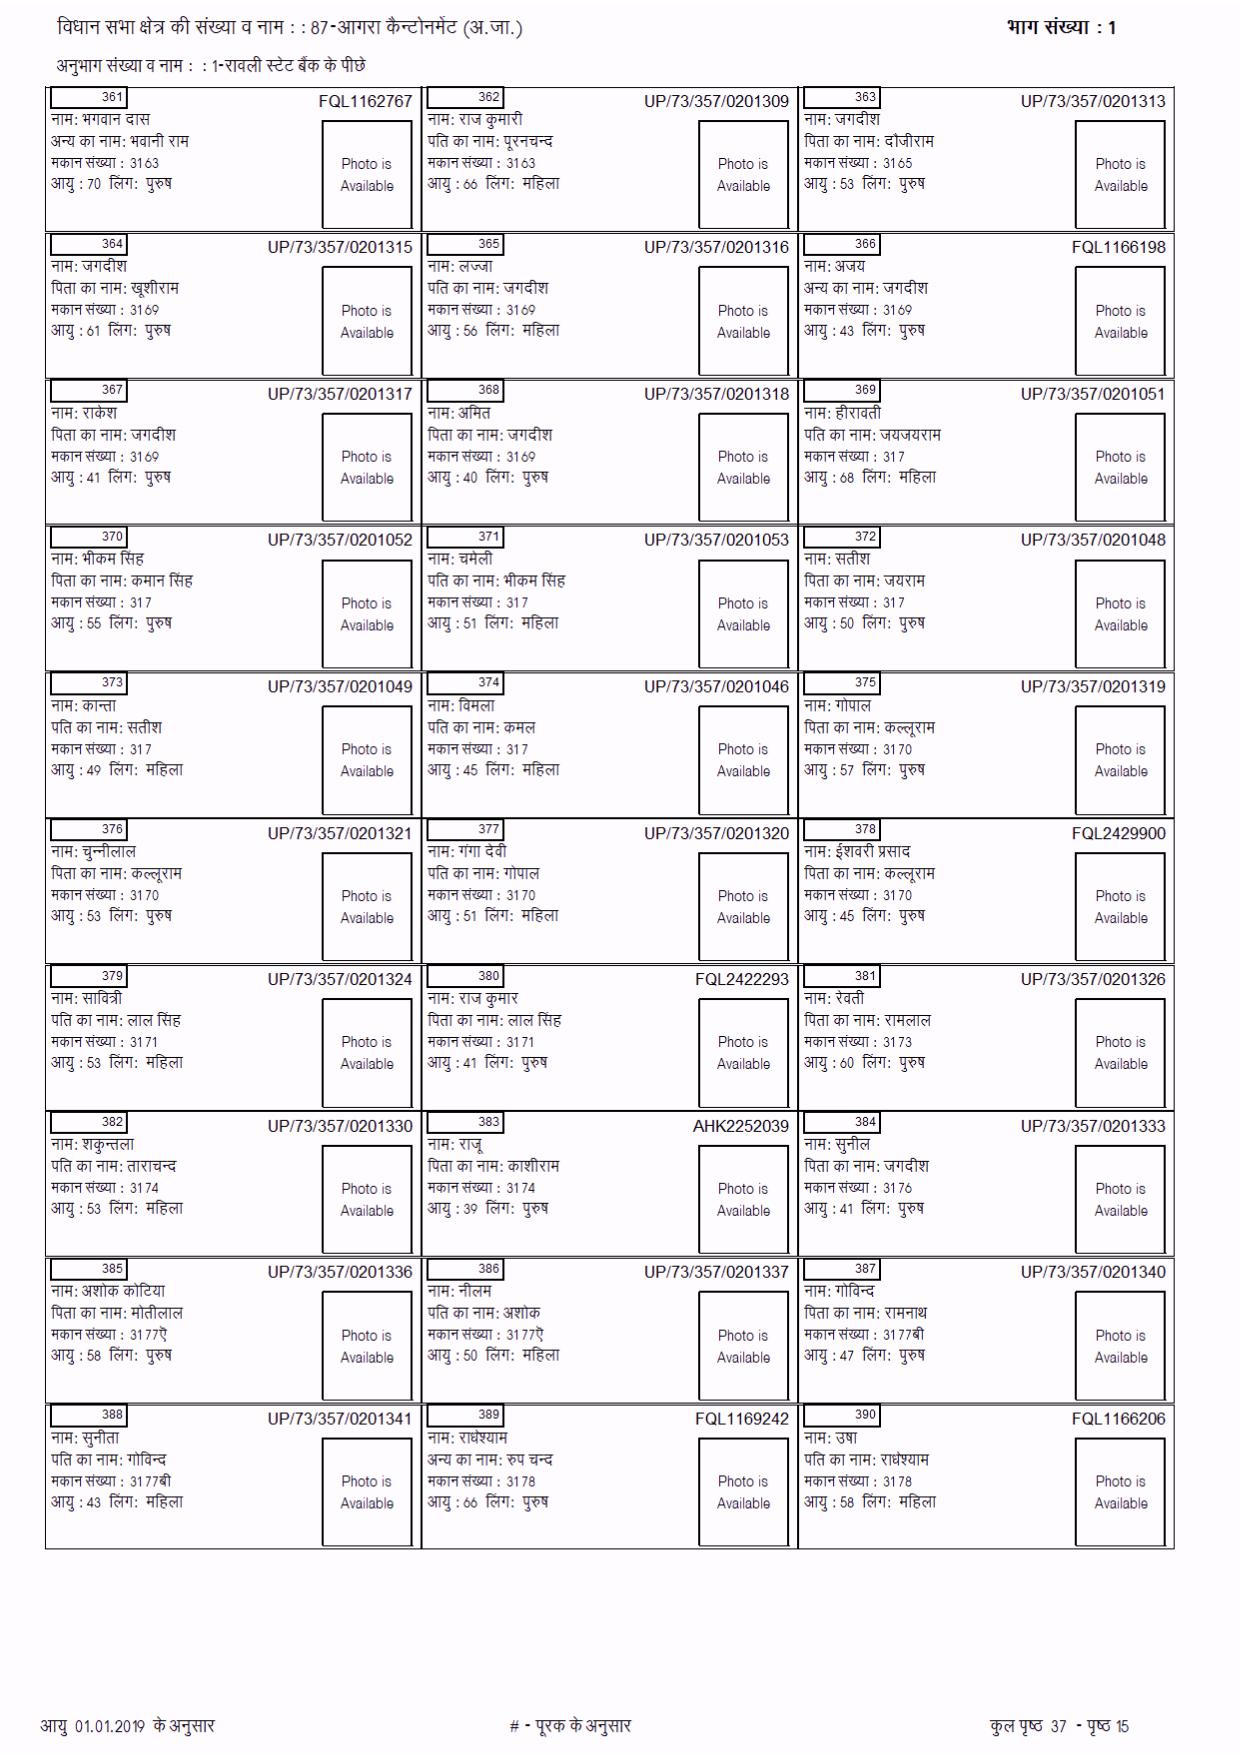 विधान सभा क्षेत्र की संख्या व नाम : : 87-आगरा कैन्टोनमेंट (अ.जा.)
भाग संख्या : 1
अनुभाग संख्या व नाम : : 1-रावली स्टेट बैंक के पीछे
361 FQL1162767
नाम: भगवान दास
अन्य का नाम: भवानी राम
मकान संख्या : 3163
आयु : 70 लिंग: पुरुष
Photo is
Available
362 UP/73/357/0201309
नाम: राज कुमारी
पति का नाम: पूरनचन्द
मकान संख्या : 3163
आयु : 66 लिंग: महिला
Photo is
Available
363 UP/73/357/0201313
नाम: जगदीश
पिता का नाम: दौजीराम
मकान संख्या : 3165
आयु : 53 लिंग: पुरुष
Photo is
Available
364 UP/73/357/0201315
नाम: जगदीश
पिता का नाम: खूशीराम
मकान संख्या : 3169
आयु : 61 लिंग: पुरुष
Photo is
Available
365 UP/73/357/0201316
नाम: लज्जा
पति का नाम: जगदीश
मकान संख्या : 3169
आयु : 56 लिंग: महिला
Photo is
Available
366 FQL1166198
नाम: अजय
अन्य का नाम: जगदीश
मकान संख्या : 3169
आयु : 43 लिंग: पुरुष
Photo is
Available
367 UP/73/357/0201317
नाम: राकेश
पिता का नाम: जगदीश
मकान संख्या : 3169
आयु : 41 लिंग: पुरुष
Photo is
Available
368 UP/73/357/0201318
नाम: अमित
पिता का नाम: जगदीश
मकान संख्या : 3169
आयु : 40 लिंग: पुरुष
Photo is
Available
369 UP/73/357/0201051
नाम: हीरावती
पति का नाम: जयजयराम
मकान संख्या : 317
आयु : 68 लिंग: महिला
Photo is
Available
370 UP/73/357/0201052
नाम: भीकम सिंह
पिता का नाम: कमान सिंह
मकान संख्या : 317
आयु : 55 लिंग: पुरुष
Photo is
Available
371 UP/73/357/0201053
नाम: चमेली
पति का नाम: भीकम सिंह
मकान संख्या : 317
आयु : 51 लिंग: महिला
Photo is
Available
372 UP/73/357/0201048
नाम: सतीश
पिता का नाम: जयराम
मकान संख्या : 317
आयु : 50 लिंग: पुरुष
Photo is
Available
373 UP/73/357/0201049
नाम: कान्ता
पति का नाम: सतीश
मकान संख्या : 317
आयु : 49 लिंग: महिला
Photo is
Available
374 UP/73/357/0201046
नाम: विमला
पति का नाम: कमल
मकान संख्या : 317
आयु : 45 लिंग: महिला
Photo is
Available
375 UP/73/357/0201319
नाम: गोपाल
पिता का नाम: कल्लूराम
मकान संख्या : 3170
आयु : 57 लिंग: पुरुष
Photo is
Available
376 UP/73/357/0201321
नाम: चुन्नीलाल
पिता का नाम: कल्लूराम
मकान संख्या : 3170
आयु : 53 लिंग: पुरुष
Photo is
Available
377 UP/73/357/0201320
नाम: गंगा देवी
पति का नाम: गोपाल
मकान संख्या : 3170
आयु : 51 लिंग: महिला
Photo is
Available
378 FQL2429900
नाम: ईशवरी प्रसाद
पिता का नाम: कल्लूराम
मकान संख्या : 3170
आयु : 45 लिंग: पुरुष
Photo is
Available
379 UP/73/357/0201324
नाम: सावित्री
पति का नाम: लाल सिंह
मकान संख्या : 3171
आयु : 53 लिंग: महिला
Photo is
Available
380 FQL2422293
नाम: राज कुमार
पिता का नाम: लाल सिंह
मकान संख्या : 3171
आयु : 41 लिंग: पुरुष
Photo is
Available
381 UP/73/357/0201326
नाम: रेवती
पिता का नाम: रामलाल
मकान संख्या : 3173
आयु : 60 लिंग: पुरुष
Photo is
Available
382 UP/73/357/0201330
नाम: शकुन्तला
पति का नाम: ताराचन्द
मकान संख्या : 3174
आयु : 53 लिंग: महिला
Photo is
Available
383 AHK2252039
नाम: राजू
पिता का नाम: काशीराम
मकान संख्या : 3174
आयु : 39 लिंग: पुरुष
Photo is
Available
384 UP/73/357/0201333
नाम: सुनील
पिता का नाम: जगदीश
मकान संख्या : 3176
आयु : 41 लिंग: पुरुष
Photo is
Available
385 UP/73/357/0201336
नाम: अशोक कोटिया
पिता का नाम: मोतीलाल
मकान संख्या : 3177ऐ
आयु : 58 लिंग: पुरुष
Photo is
Available
386 UP/73/357/0201337
नाम: नीलम
पति का नाम: अशोक
मकान संख्या : 3177ऐ
आयु : 50 लिंग: महिला
Photo is
Available
387 UP/73/357/0201340
नाम: गोविन्द
पिता का नाम: रामनाथ
मकान संख्या : 3177बी
आयु : 47 लिंग: पुरुष
Photo is
Available
388 UP/73/357/0201341
नाम: सुनीता
पति का नाम: गोविन्द
मकान संख्या : 3177बी
आयु : 43 लिंग: महिला
Photo is
Available
389 FQL1169242
नाम: राधेश्याम
अन्य का नाम: रुप चन्द
मकान संख्या : 3178
आयु : 66 लिंग: पुरुष
Photo is
Available
390 FQL1166206
नाम: उषा
पति का नाम: राधेश्याम
मकान संख्या : 3178
आयु : 58 लिंग: महिला
Photo is
Available
आयु 01.01.2019 के अनुसार
# - पूरक के अनुसार
कुल पृष्ठ 37 - पृष्ठ 15